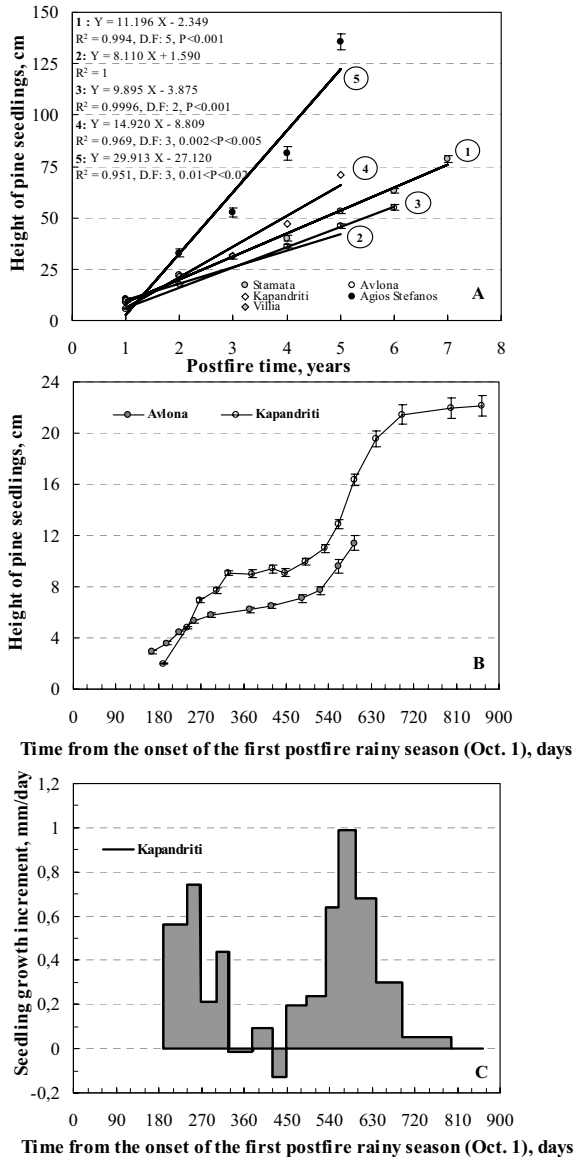 Height of pine seedlings, cm
150
125
100
75
50
25
0
1 : Y = 11.196 X - 2.349
R² = 0.994, D.F: 5, P<0.001
2: Y = 8.110 X + 1.590
R² = 1
3: Y = 9.895 X - 3.875
R² = 0.9996, D.F: 2, P<0.001
4: Y = 14.920 X - 8.809
R² = 0.969, D.F: 3, 0.002<P<0.005
5: Y = 29.913 X - 27.120
R² = 0.951, D.F: 3, 0.01<P<0.02
5
1
4
3
2
Stamata Avlona
Kapandriti Agios Stefanos
Villia
A
0 1 2 3 4 5 6 7 8
Postfire time, years
Height of pine seedlings, cm
24
20
16
12
8
4
0
Avlona Kapandriti
B
0 90 180 270 360 450 540 630 720 810 900
Time from the onset of the first postfire rainy season (Oct. 1), days
Seedling growth increment, mm/day
1,2
1
0,8
0,6
0,4
0,2
0
-0,2
Kapandriti
C
0 90 180 270 360 450 540 630 720 810 900
Time from the onset of the first postfire rainy season (Oct. 1), days